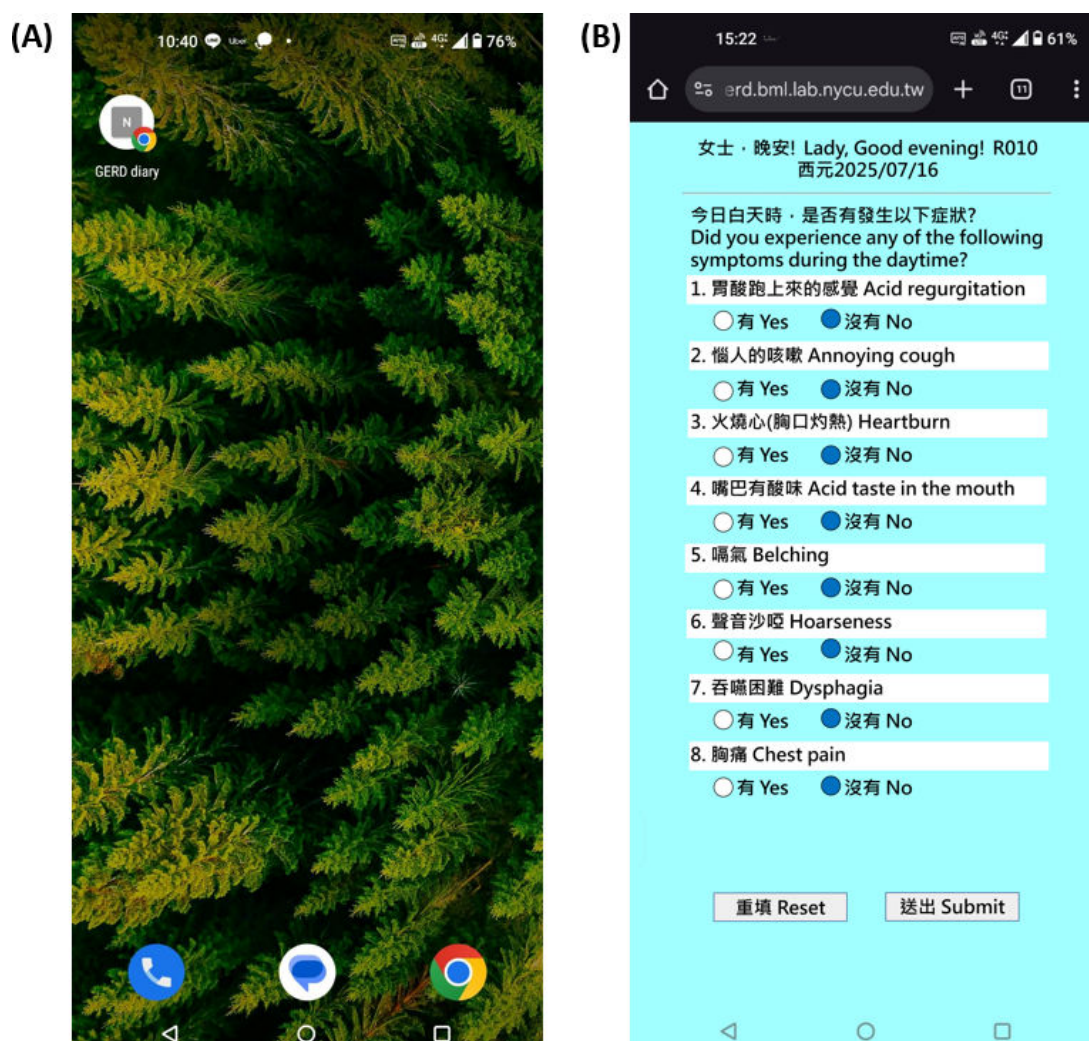 (A)
10:40 Uber 4G 76%
N
GERD diary
(B)
15:22 4G 61%
erd.bml.lab.nycu.edu.tw 11
女士，晚安! Lady, Good evening! R010
西元2025/07/16
今日白天時，是否有發生以下症狀?
Did you experience any of the following
symptoms during the daytime?
1. 胃酸跑上來的感覺 Acid regurgitation
有 Yes 沒有 No
2. 惱人的咳嗽 Annoying cough
有 Yes 沒有 No
3. 火燒心(胸口灼熱) Heartburn
有 Yes 沒有 No
4. 嘴巴有酸味 Acid taste in the mouth
有 Yes 沒有 No
5. 嗝氣 Belching
有 Yes 沒有 No
6. 聲音沙啞 Hoarseness
有 Yes 沒有 No
7. 吞嚥困難 Dysphagia
有 Yes 沒有 No
8. 胸痛 Chest pain
有 Yes 沒有 No
重填 Reset 送出 Submit